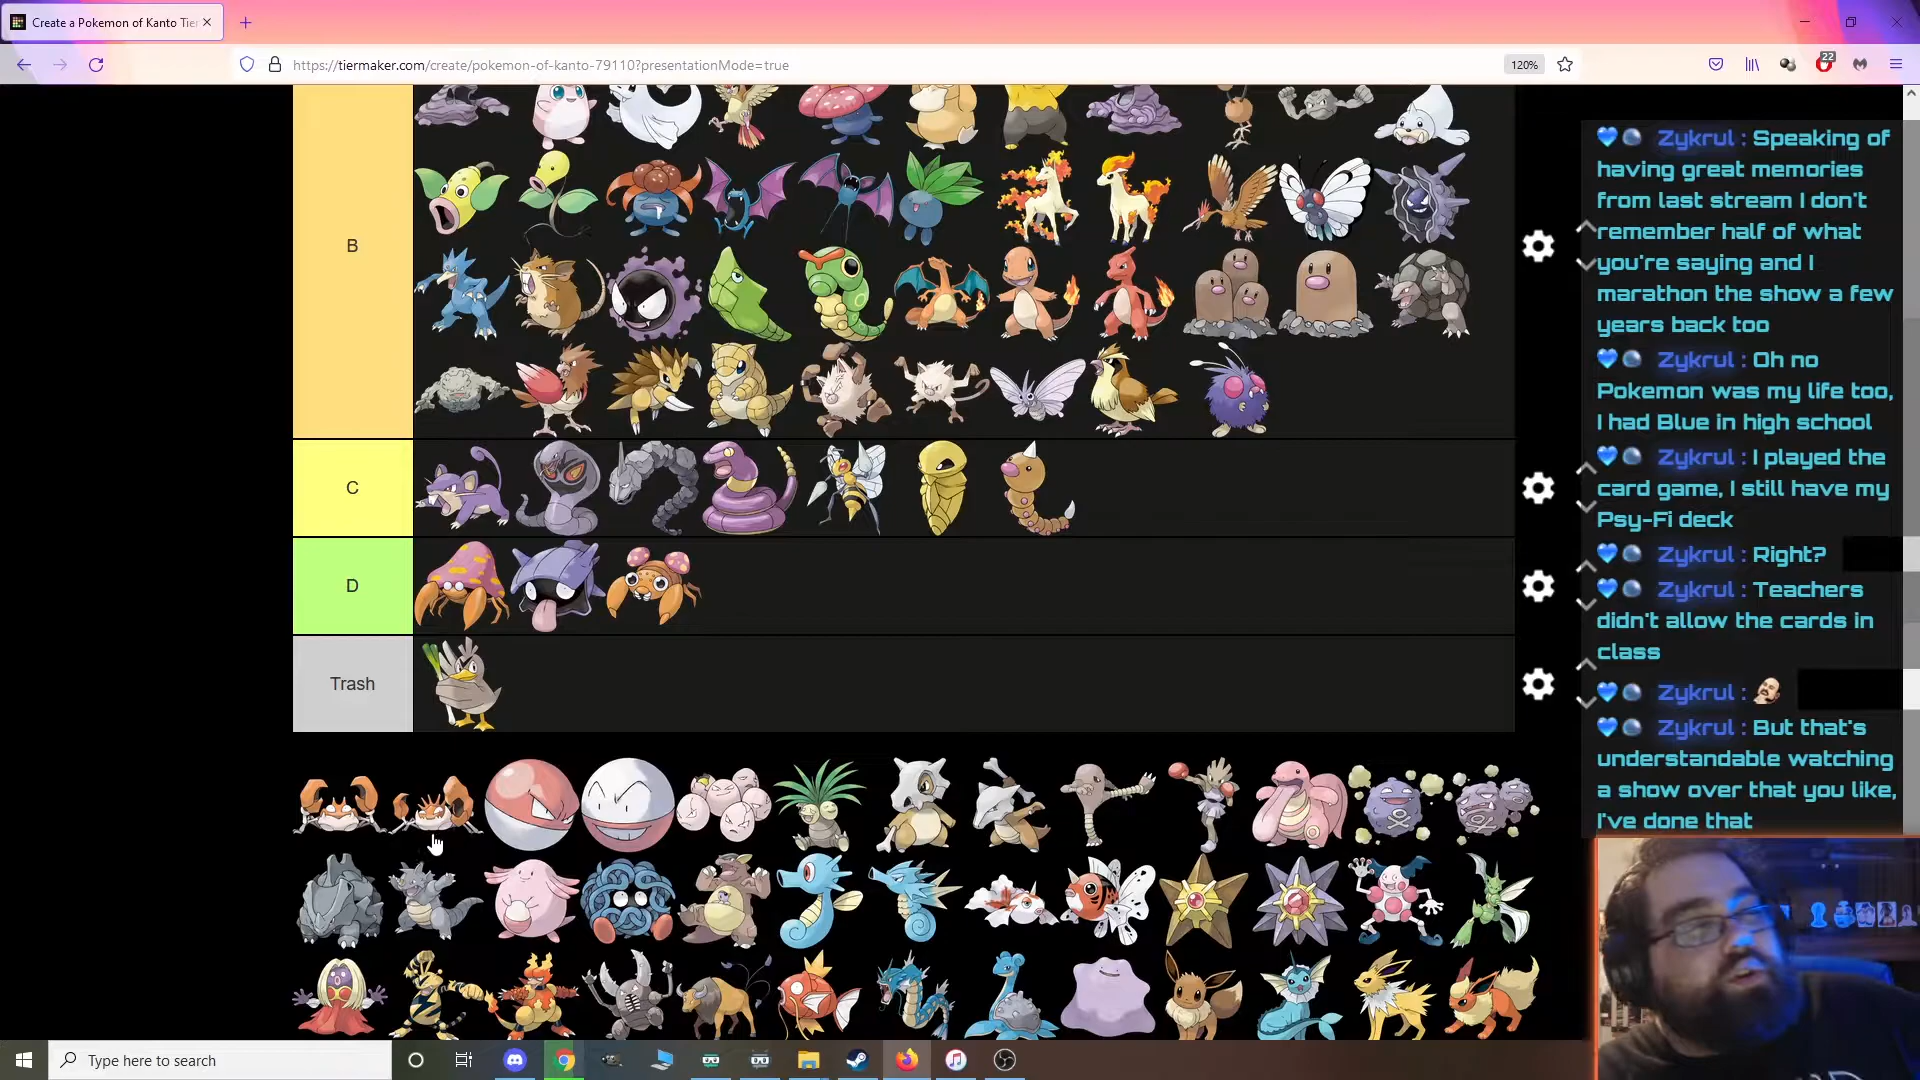 Create a Pokemon of Kanto Tie
https://tiermaker.com/create/pokemon-of-kanto-79110?presentationMode=true
120%
22
B
C
D
Trash
Zykrul : Speaking of
having great memories
from last stream I don't
remember half of what
you're saying and I
marathon the show a few
years back too
Zykrul : Oh no
Pokemon was my life too,
I had Blue in high school
Zykrul : I played the
card game, I still have my
Psy-Fi deck
Zykrul : Right?
Zykrul : Teachers
didn't allow the cards in
class
Zykrul :
Zykrul : But that's
understandable watching
a show over that you like,
I've done that
Type here to search